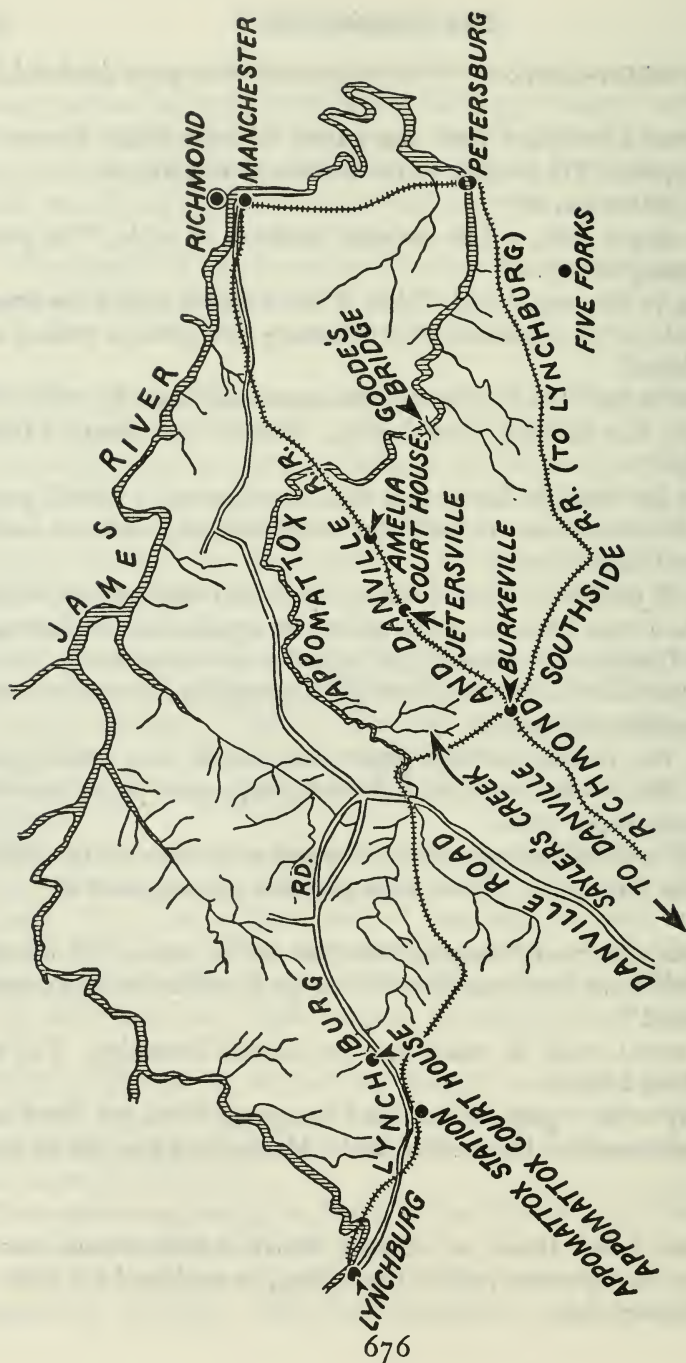 RICHMOND
MANCHESTER
PETERSBURG
FIVE FORKS
JAMES RIVER
GOODE'S
BRIDGE
APPOMATTOX
AMELIA
COURT HOUSE
JETERSVILLE
BURKEVILLE
RICHMOND AND DANVILLE R.R.
SOUTHSIDE R.R. (TO LYNCHBURG)
SAYLER'S CREEK
TO DANVILLE
DANVILLE ROAD
LYNCHBURG RD.
APPOMATTOX STATION
APPOMATTOX COURT HOUSE
LYNCHBURG
676